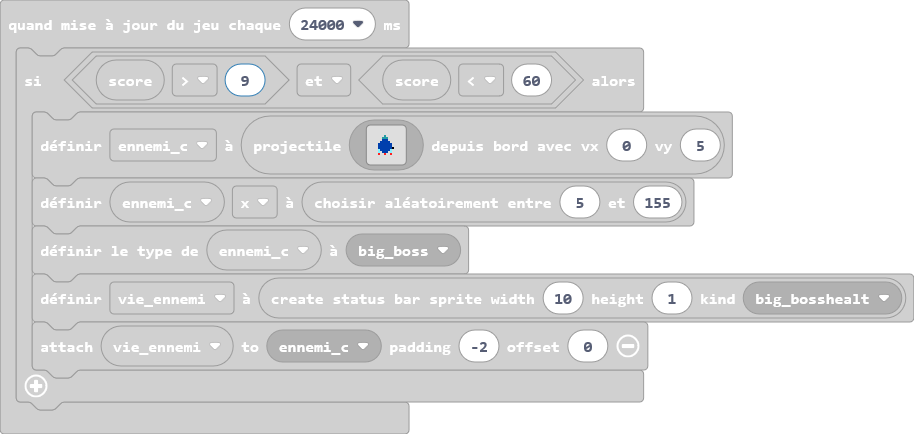 quand mise à jour du jeu chaque 24000 ms
si score > 9 et score < 60 alors
définir ennemi_c à projectile depuis bord avec vx 0 vy 5
définir ennemi_c x à choisir aléatoirement entre 5 et 155
définir le type de ennemi_c à big_boss
définir vie_ennemi à create status bar sprite width 10 height 1 kind big_bosshealt
attach vie_ennemi to ennemi_c padding -2 offset 0